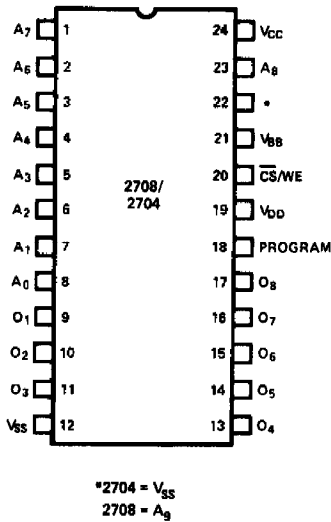 A7 1 24 VCC
A6 2 23 A8
A5 3 22 *
A4 4 21 VBB
A3 5 20 C̅S̅/WE
2708/
2704
A2 6 19 VDD
A1 7 18 PROGRAM
A0 8 17 O8
O1 9 16 O7
O2 10 15 O6
O3 11 14 O5
VSS 12 13 O4
*2704 = VSS
2708 = A9